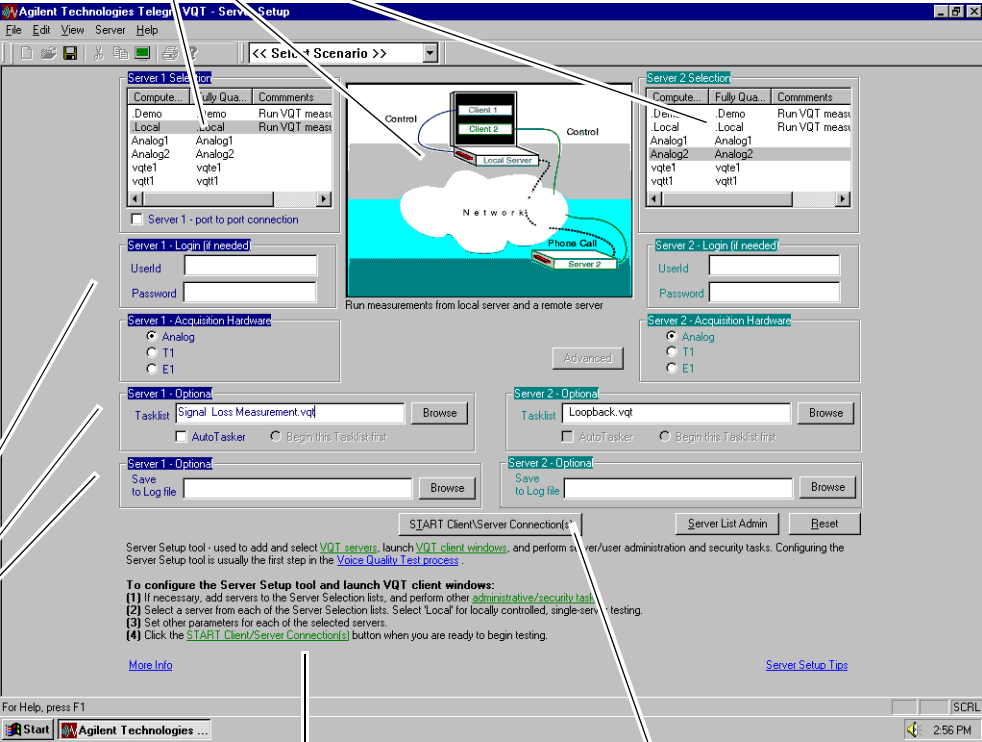 Agilent Technologies Telegra VQT - Server Setup
File Edit View Server Help
<< Select Scenario >>
Server 1 Selection
Compute... Fully Qua... Commments
.Demo .Demo Run VQT measu
.Local .Local Run VQT measu
Analog1 Analog1
Analog2 Analog2
vqte1 vqte1
vqtt1 vqtt1
Server 1 - port to port connection
Control
Client 1
Client 2
Control
Local Server
Network
Phone Call
Server 2
Run measurements from local server and a remote server
Server 2 Selection
Compute... Fully Qua... Commments
.Demo .Demo Run VQT measu
.Local .Local Run VQT measu
Analog1 Analog1
Analog2 Analog2
vqte1 vqte1
vqtt1 vqtt1
Server 1 - Login (if needed)
UserId
Password
Server 2 - Login (if needed)
UserId
Password
Server 1 - Acquisition Hardware
Analog
T1
E1
Advanced
Server 2 - Acquisition Hardware
Analog
T1
E1
Server 1 - Optional
Tasklist Signal Loss Measurement.vqt Browse
AutoTasker Begin this Tasklist first
Server 2 - Optional
Tasklist Loopback.vqt Browse
AutoTasker Begin this Tasklist first
Server 1 - Optional
Save
to Log file Browse
Server 2 - Optional
Save
to Log file Browse
START Client\Server Connection(s) Server List Admin Reset
Server Setup tool - used to add and select VQT servers, launch VQT client windows, and perform server/user administration and security tasks. Configuring the
Server Setup tool is usually the first step in the Voice Quality Test process .
To configure the Server Setup tool and launch VQT client windows:
(1) If necessary, add servers to the Server Selection lists, and perform other administrative/security task
(2) Select a server from each of the Server Selection lists. Select 'Local' for locally controlled, single-server testing.
(3) Set other parameters for each of the selected servers.
(4) Click the START Client/Server Connection(s) button when you are ready to begin testing.
More Info Server Setup Tips
For Help, press F1 SCRL
Start Agilent Technologies ... 2:56 PM